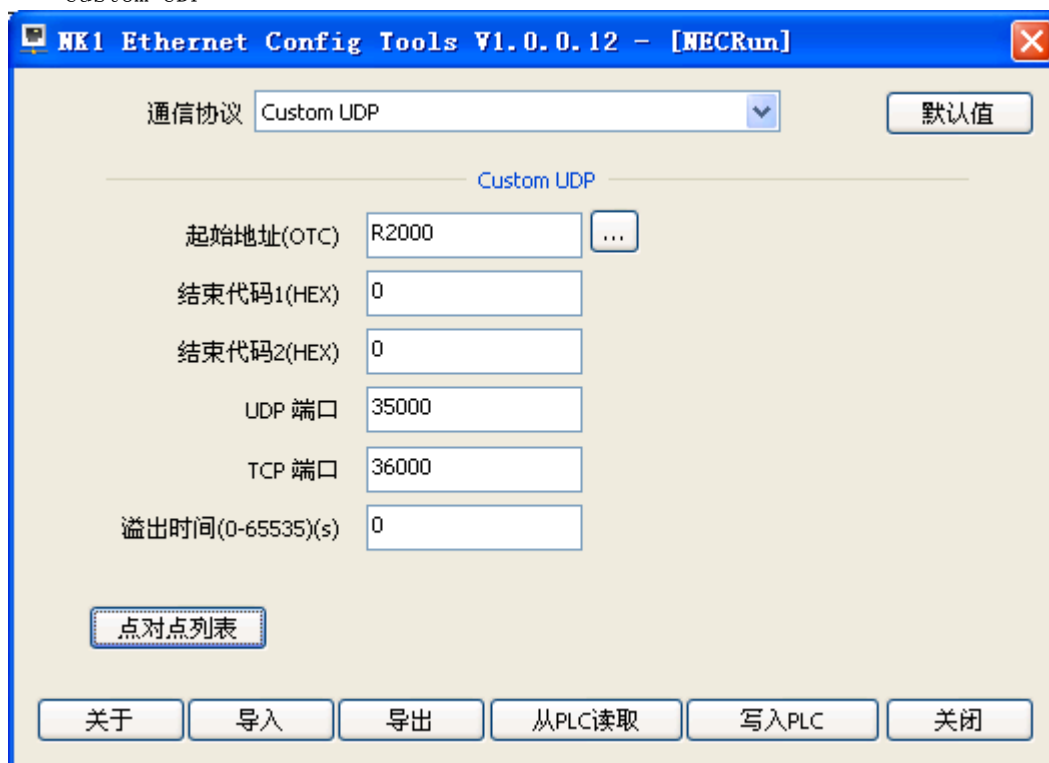 Custom UDP
NK1 Ethernet Config Tools V1.0.0.12 - [NECRun]
通信协议 Custom UDP 默认值
Custom UDP
起始地址(OTC) R2000 ...
结束代码1(HEX) 0
结束代码2(HEX) 0
UDP 端口 35000
TCP 端口 36000
溢出时间(0-65535)(s) 0
点对点列表
关于 导入 导出 从PLC读取 写入PLC 关闭